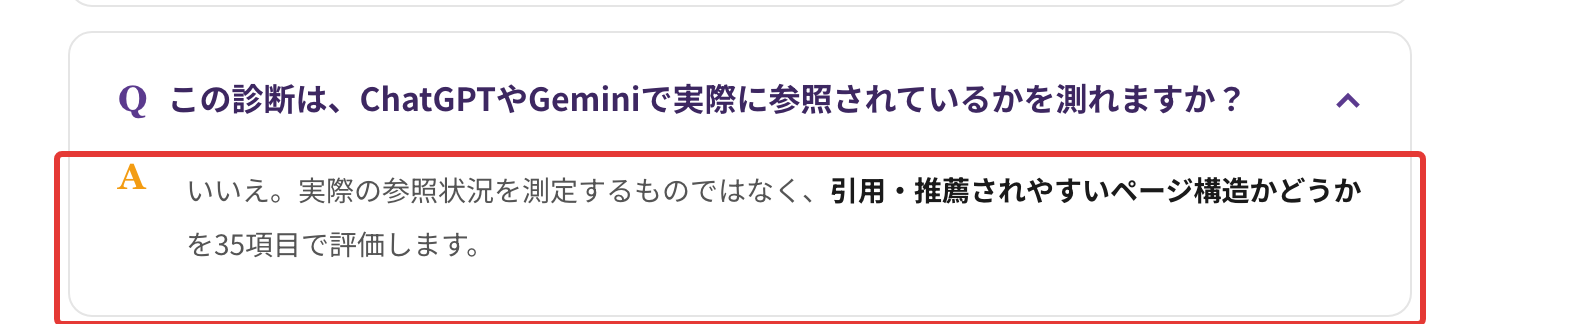 Q この診断は、ChatGPTやGeminiで実際に参照されているかを測れますか？
A いいえ。実際の参照状況を測定するものではなく、引用・推薦されやすいページ構造かどうか
を35項目で評価します。